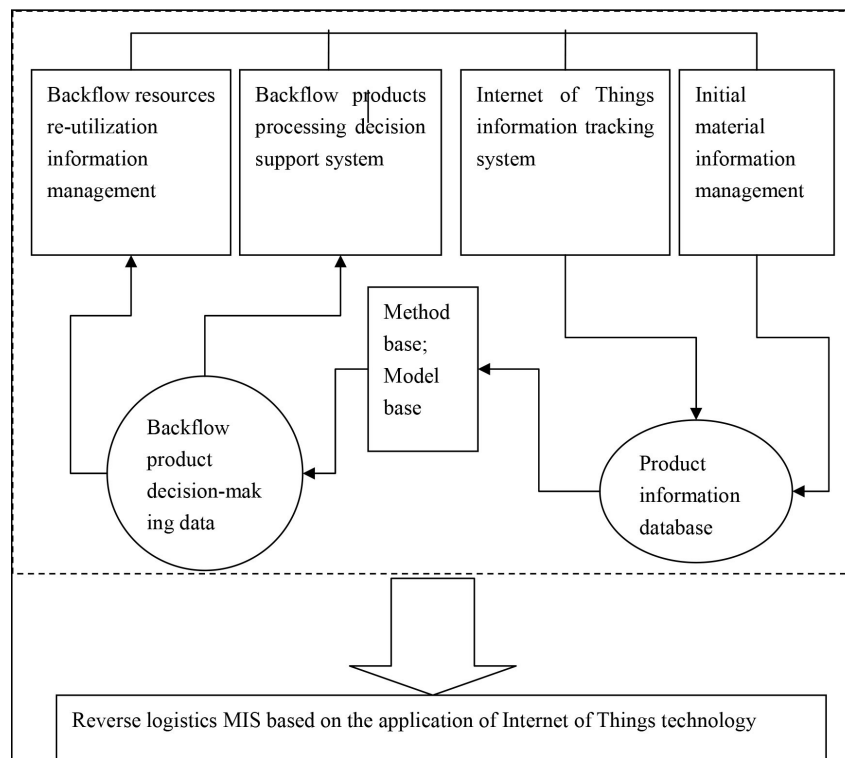 Backflow resources
re-utilization
information
management
Backflow products
processing decision
support system
Internet of Things
information tracking
system
Initial
material
information
management
Method
base;
Model
base
Backflow
product
decision-mak
ing data
Product
information
database
Reverse logistics MIS based on the application of Internet of Things technology